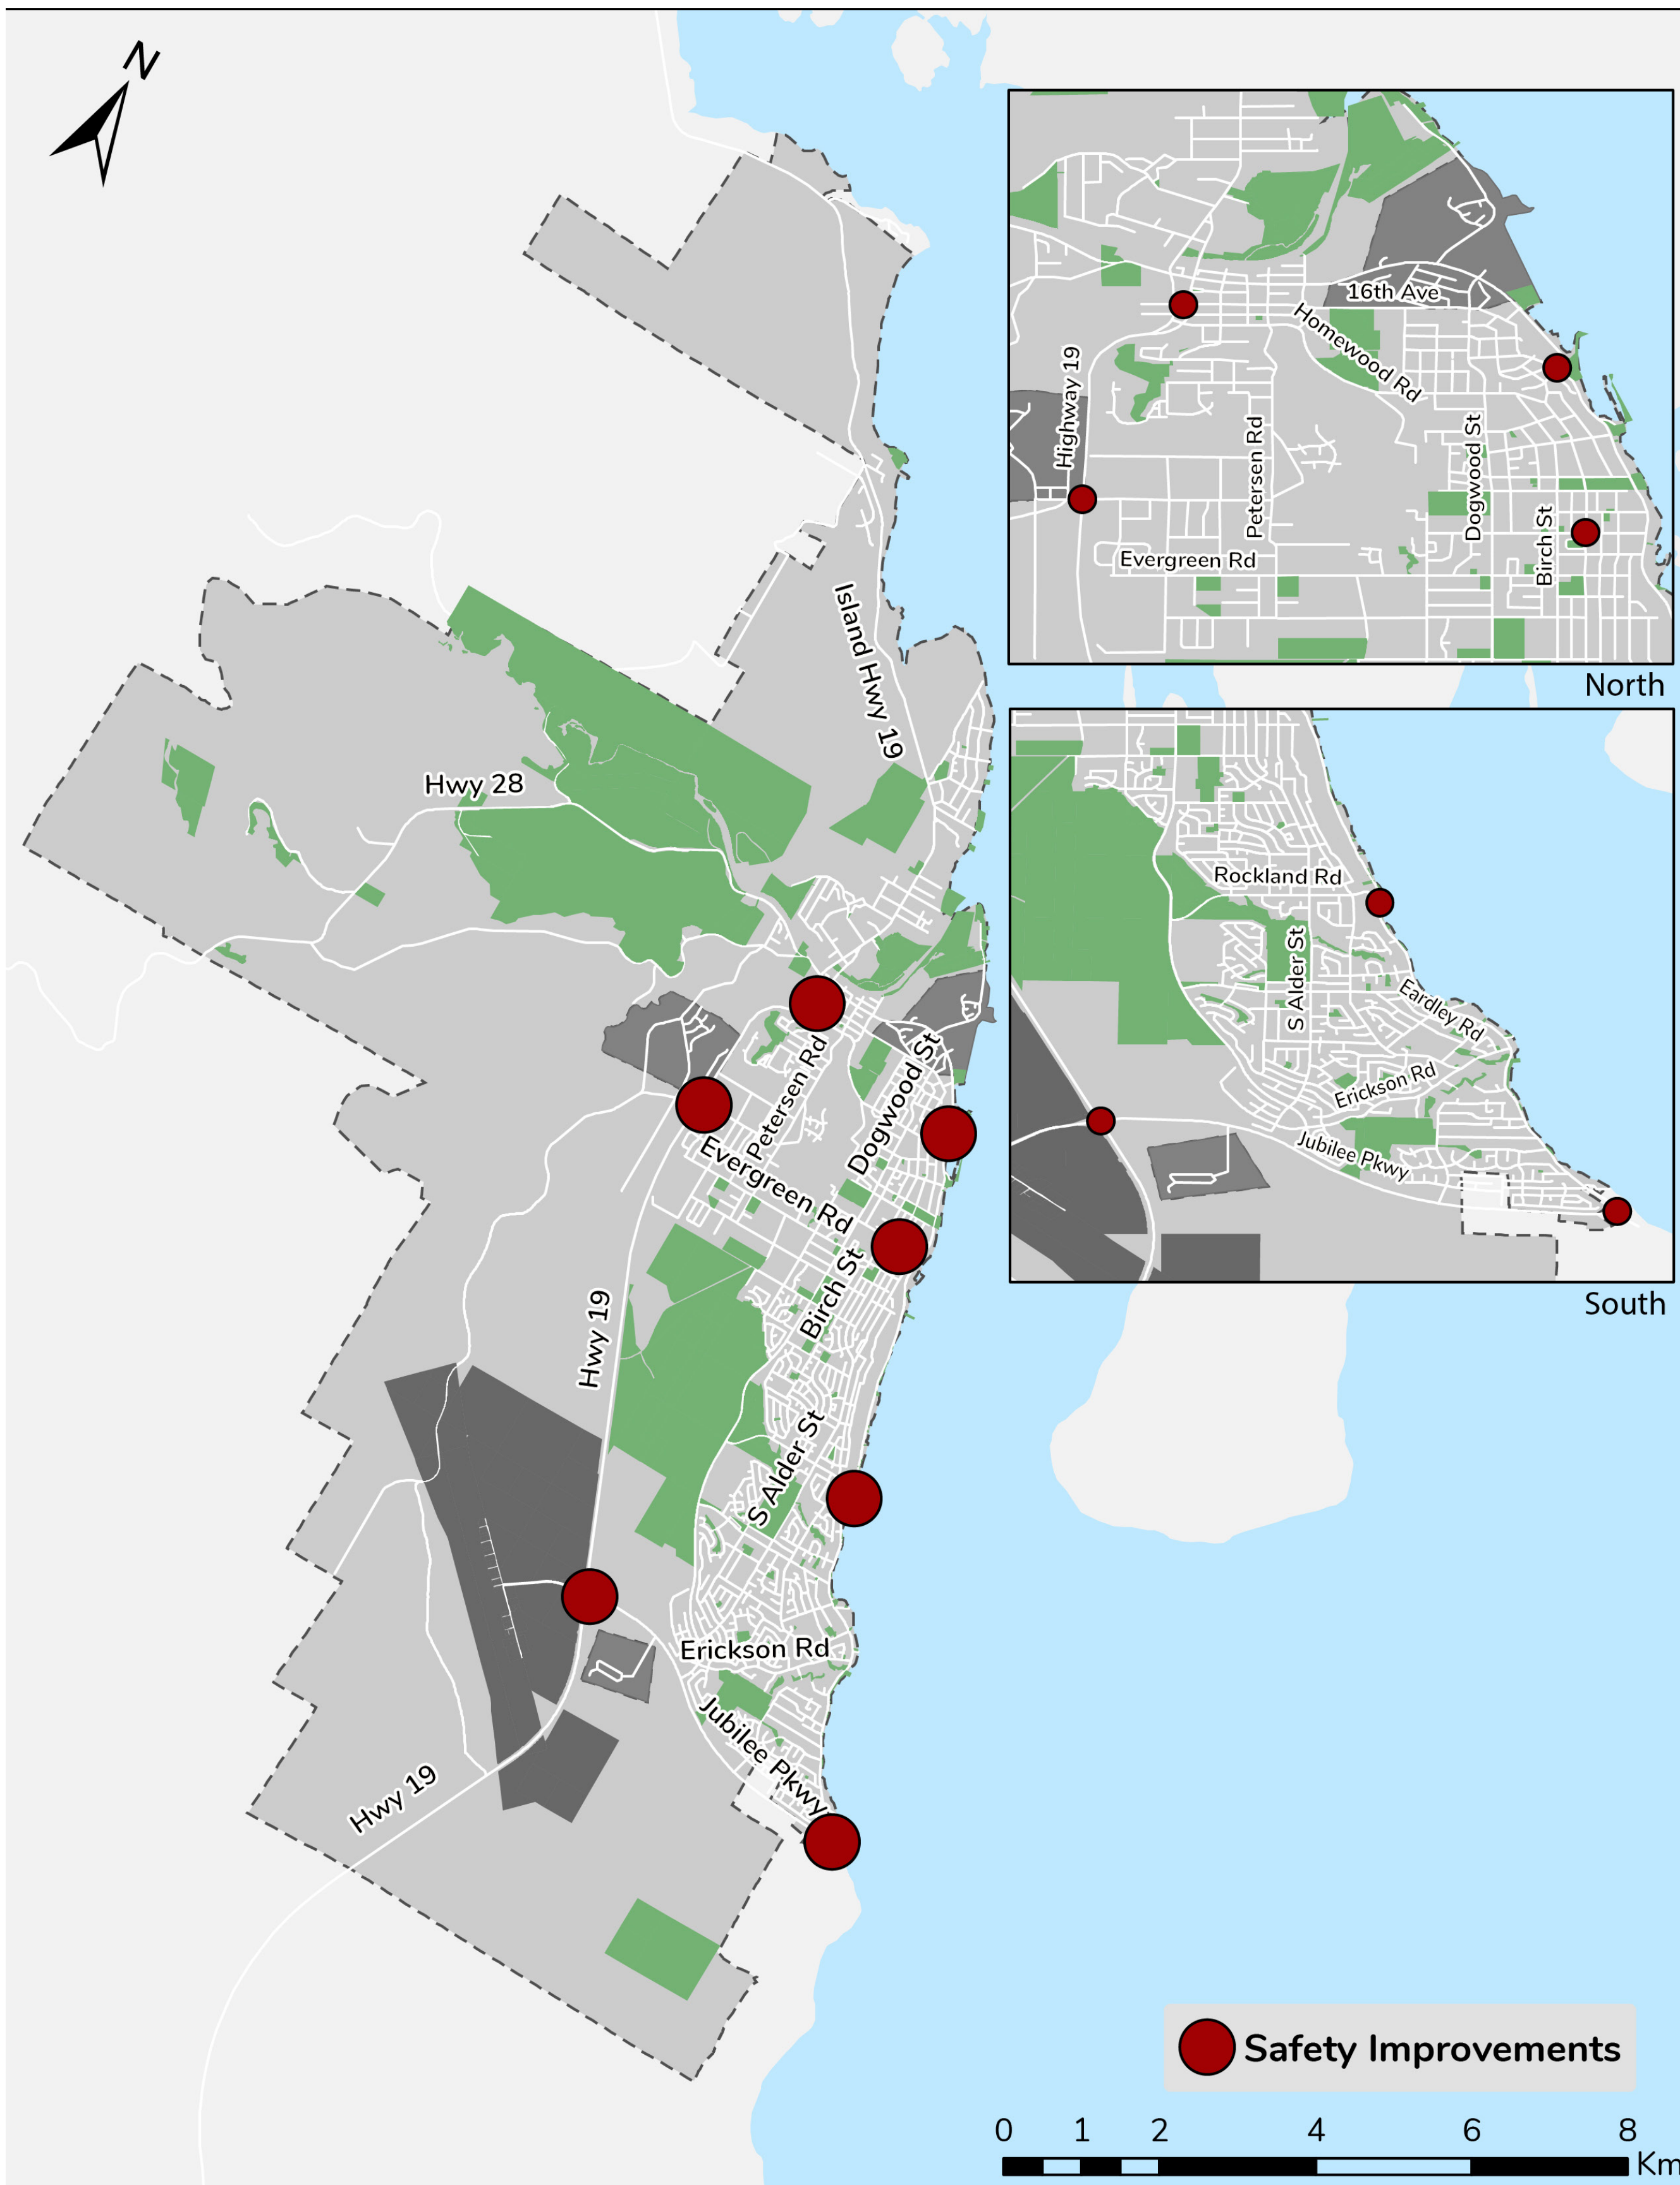 N
16th Ave
Homewood Rd
Highway 19
Petersen Rd
Dogwood St
Birch St
Evergreen Rd
North
Island Hwy 19
Hwy 28
Rockland Rd
S Alder St
Eardley Rd
Erickson Rd
Jubilee Pkwy
South
Petersen Rd
Dogwood St
Evergreen Rd
Birch St
Hwy 19
S Alder St
Erickson Rd
Jubilee Pkwy
Hwy 19
Safety Improvements
0 1 2 4 6 8
Km